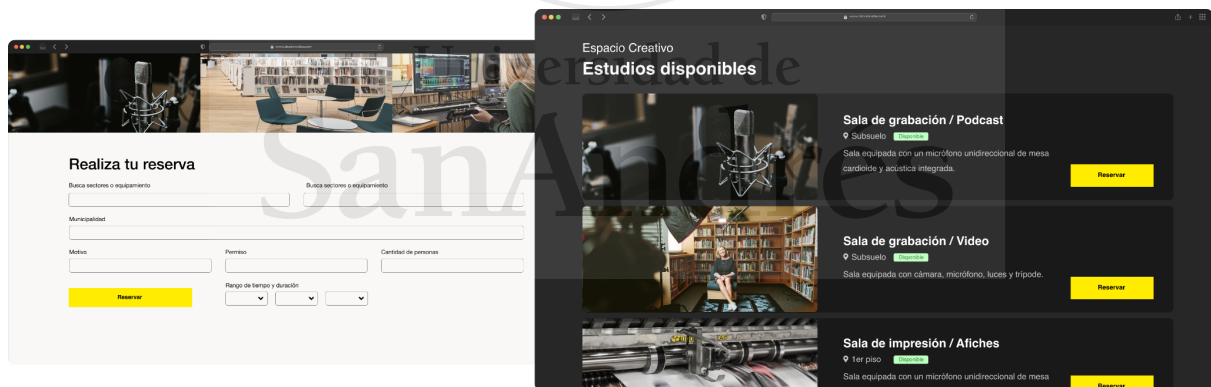 Realiza tu reserva
Busca sectores o equipamiento
Busca sectores o equipamiento
Municipalidad
Motivo
Permiso
Cantidad de personas
Rango de tiempo y duración
Reservar
Espacio Creativo
Estudios disponibles
Sala de grabación / Podcast
Subsuelo Disponible
Sala equipada con un micrófono unidireccional de mesa
cardioide y acústica integrada.
Reservar
Sala de grabación / Video
Subsuelo Disponible
Sala equipada con cámara, micrófono, luces y trípode.
Reservar
Sala de impresión / Afiches
1er piso Disponible
Sala equipada con un micrófono unidireccional de mesa
Reservar
Universidad de
SanAndrés